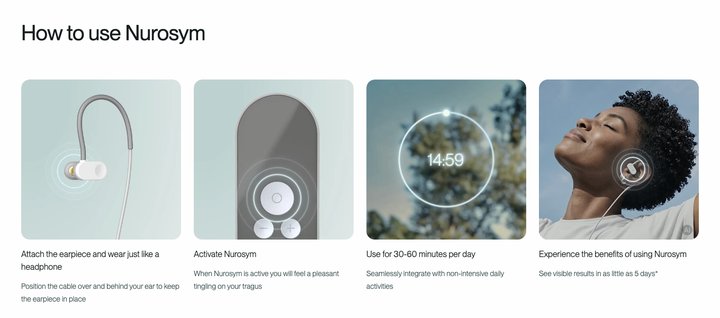 How to use Nurosym
14:59
Attach the earpiece and wear just like a
headphone
Position the cable over and behind your ear to keep
the earpiece in place
Activate Nurosym
When Nurosym is active you will feel a pleasant
tingling on your tragus
Use for 30-60 minutes per day
Seamlessly integrate with non-intensive daily
activities
Experience the benefits of using Nurosym
See visible results in as little as 5 days*